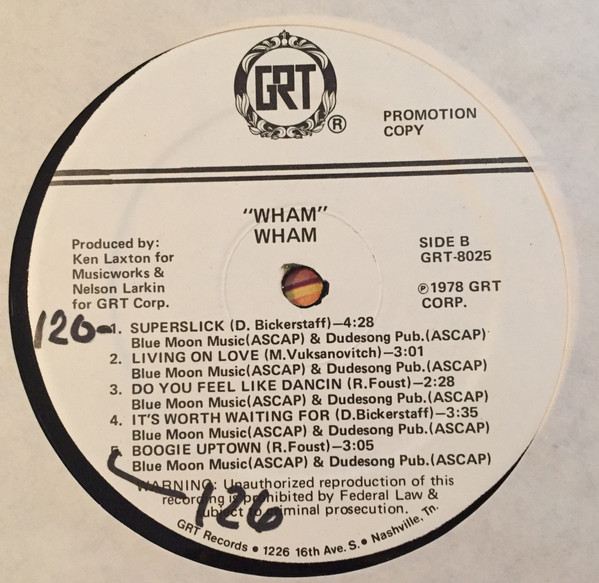 GRT
®
PROMOTION
COPY
"WHAM"
WHAM
Produced by:
Ken Laxton for
Musicworks &
Nelson Larkin
for GRT Corp.
SIDE B
GRT-8025
℗1978 GRT
CORP.
120-
1. SUPERSLICK (D. Bickerstaff)—4:28
Blue Moon Music(ASCAP) & Dudesong Pub.(ASCAP)
2. LIVING ON LOVE (M.Vuksanovitch)—3:01
Blue Moon Music(ASCAP) & Dudesong Pub.(ASCAP)
3. DO YOU FEEL LIKE DANCIN (R.Foust)—2:28
Blue Moon Music(ASCAP) & Dudesong Pub.(ASCAP)
4. IT'S WORTH WAITING FOR (D.Bickerstaff)—3:35
Blue Moon Music(ASCAP) & Dudesong Pub.(ASCAP)
5. BOOGIE UPTOWN (R.Foust)—3:05
Blue Moon Music(ASCAP) & Dudesong Pub.(ASCAP)
WARNING: Unauthorized reproduction of this
recording is prohibited by Federal Law &
subject to criminal prosecution.
126
GRT Records • 1226 16th Ave. S. • Nashville, Tn.